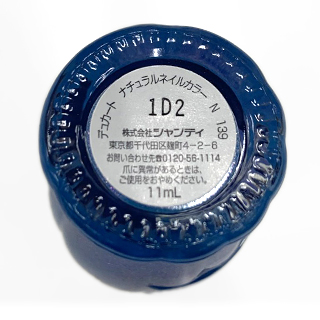 デュカート ナチュラルネイルカラー N 139
1D2
株式会社シャンティ
東京都千代田区麹町4-2-6
お問い合わせ先☎0120-56-1114
爪に異常があるときは、
ご使用をおやめください。
11mL